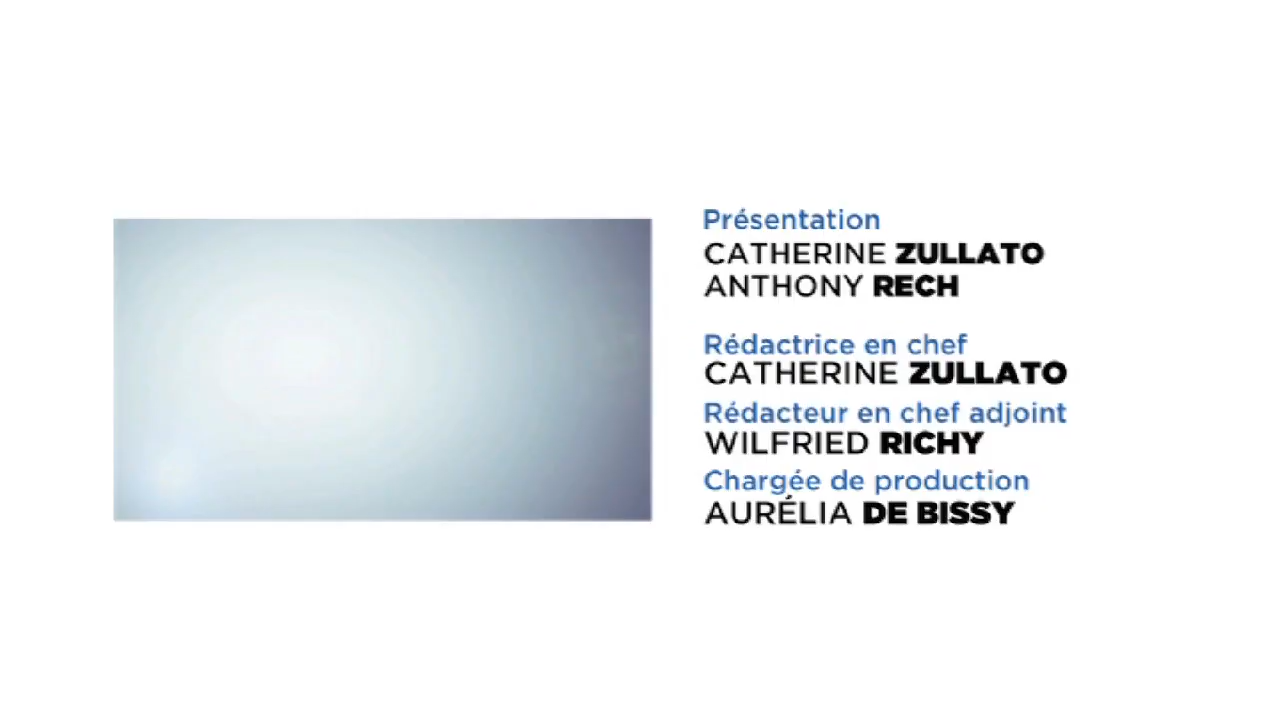 Présentation
CATHERINE ZULLATO
ANTHONY RECH
Rédactrice en chef
CATHERINE ZULLATO
Rédacteur en chef adjoint
WILFRIED RICHY
Chargée de production
AURÉLIA DE BISSY